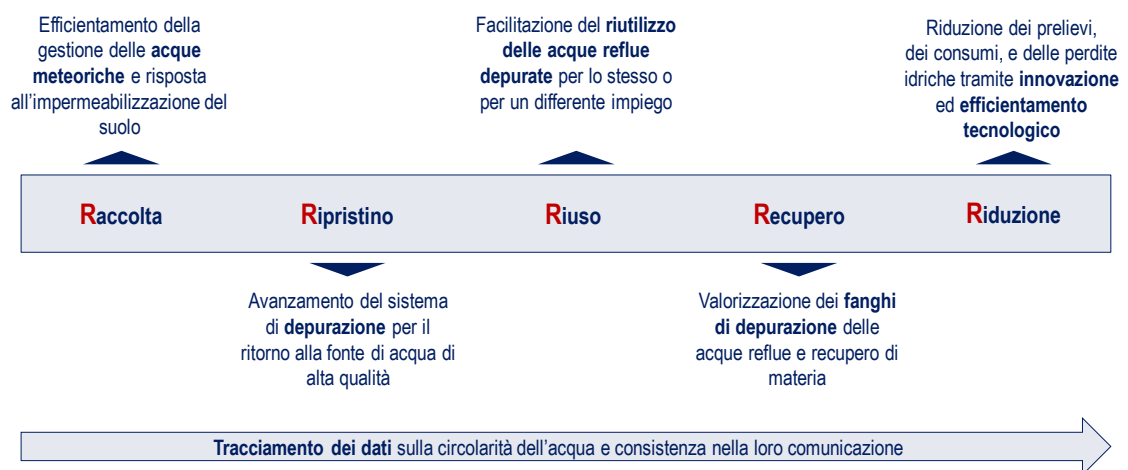 Efficientamento della
gestione delle acque
meteoriche e risposta
all'impermeabilizzazione del
suolo
Facilitazione del riutilizzo
delle acque reflue
depurate per lo stesso o
per un differente impiego
Riduzione dei prelievi,
dei consumi, e delle perdite
idriche tramite innovazione
ed efficientamento
tecnologico
Raccolta
Ripristino
Riuso
Recupero
Riduzione
Avanzamento del sistema
di depurazione per il
ritorno alla fonte di acqua di
alta qualità
Valorizzazione dei fanghi
di depurazione delle
acque reflue e recupero di
materia
Tracciamento dei dati sulla circolarità dell'acqua e consistenza nella loro comunicazione